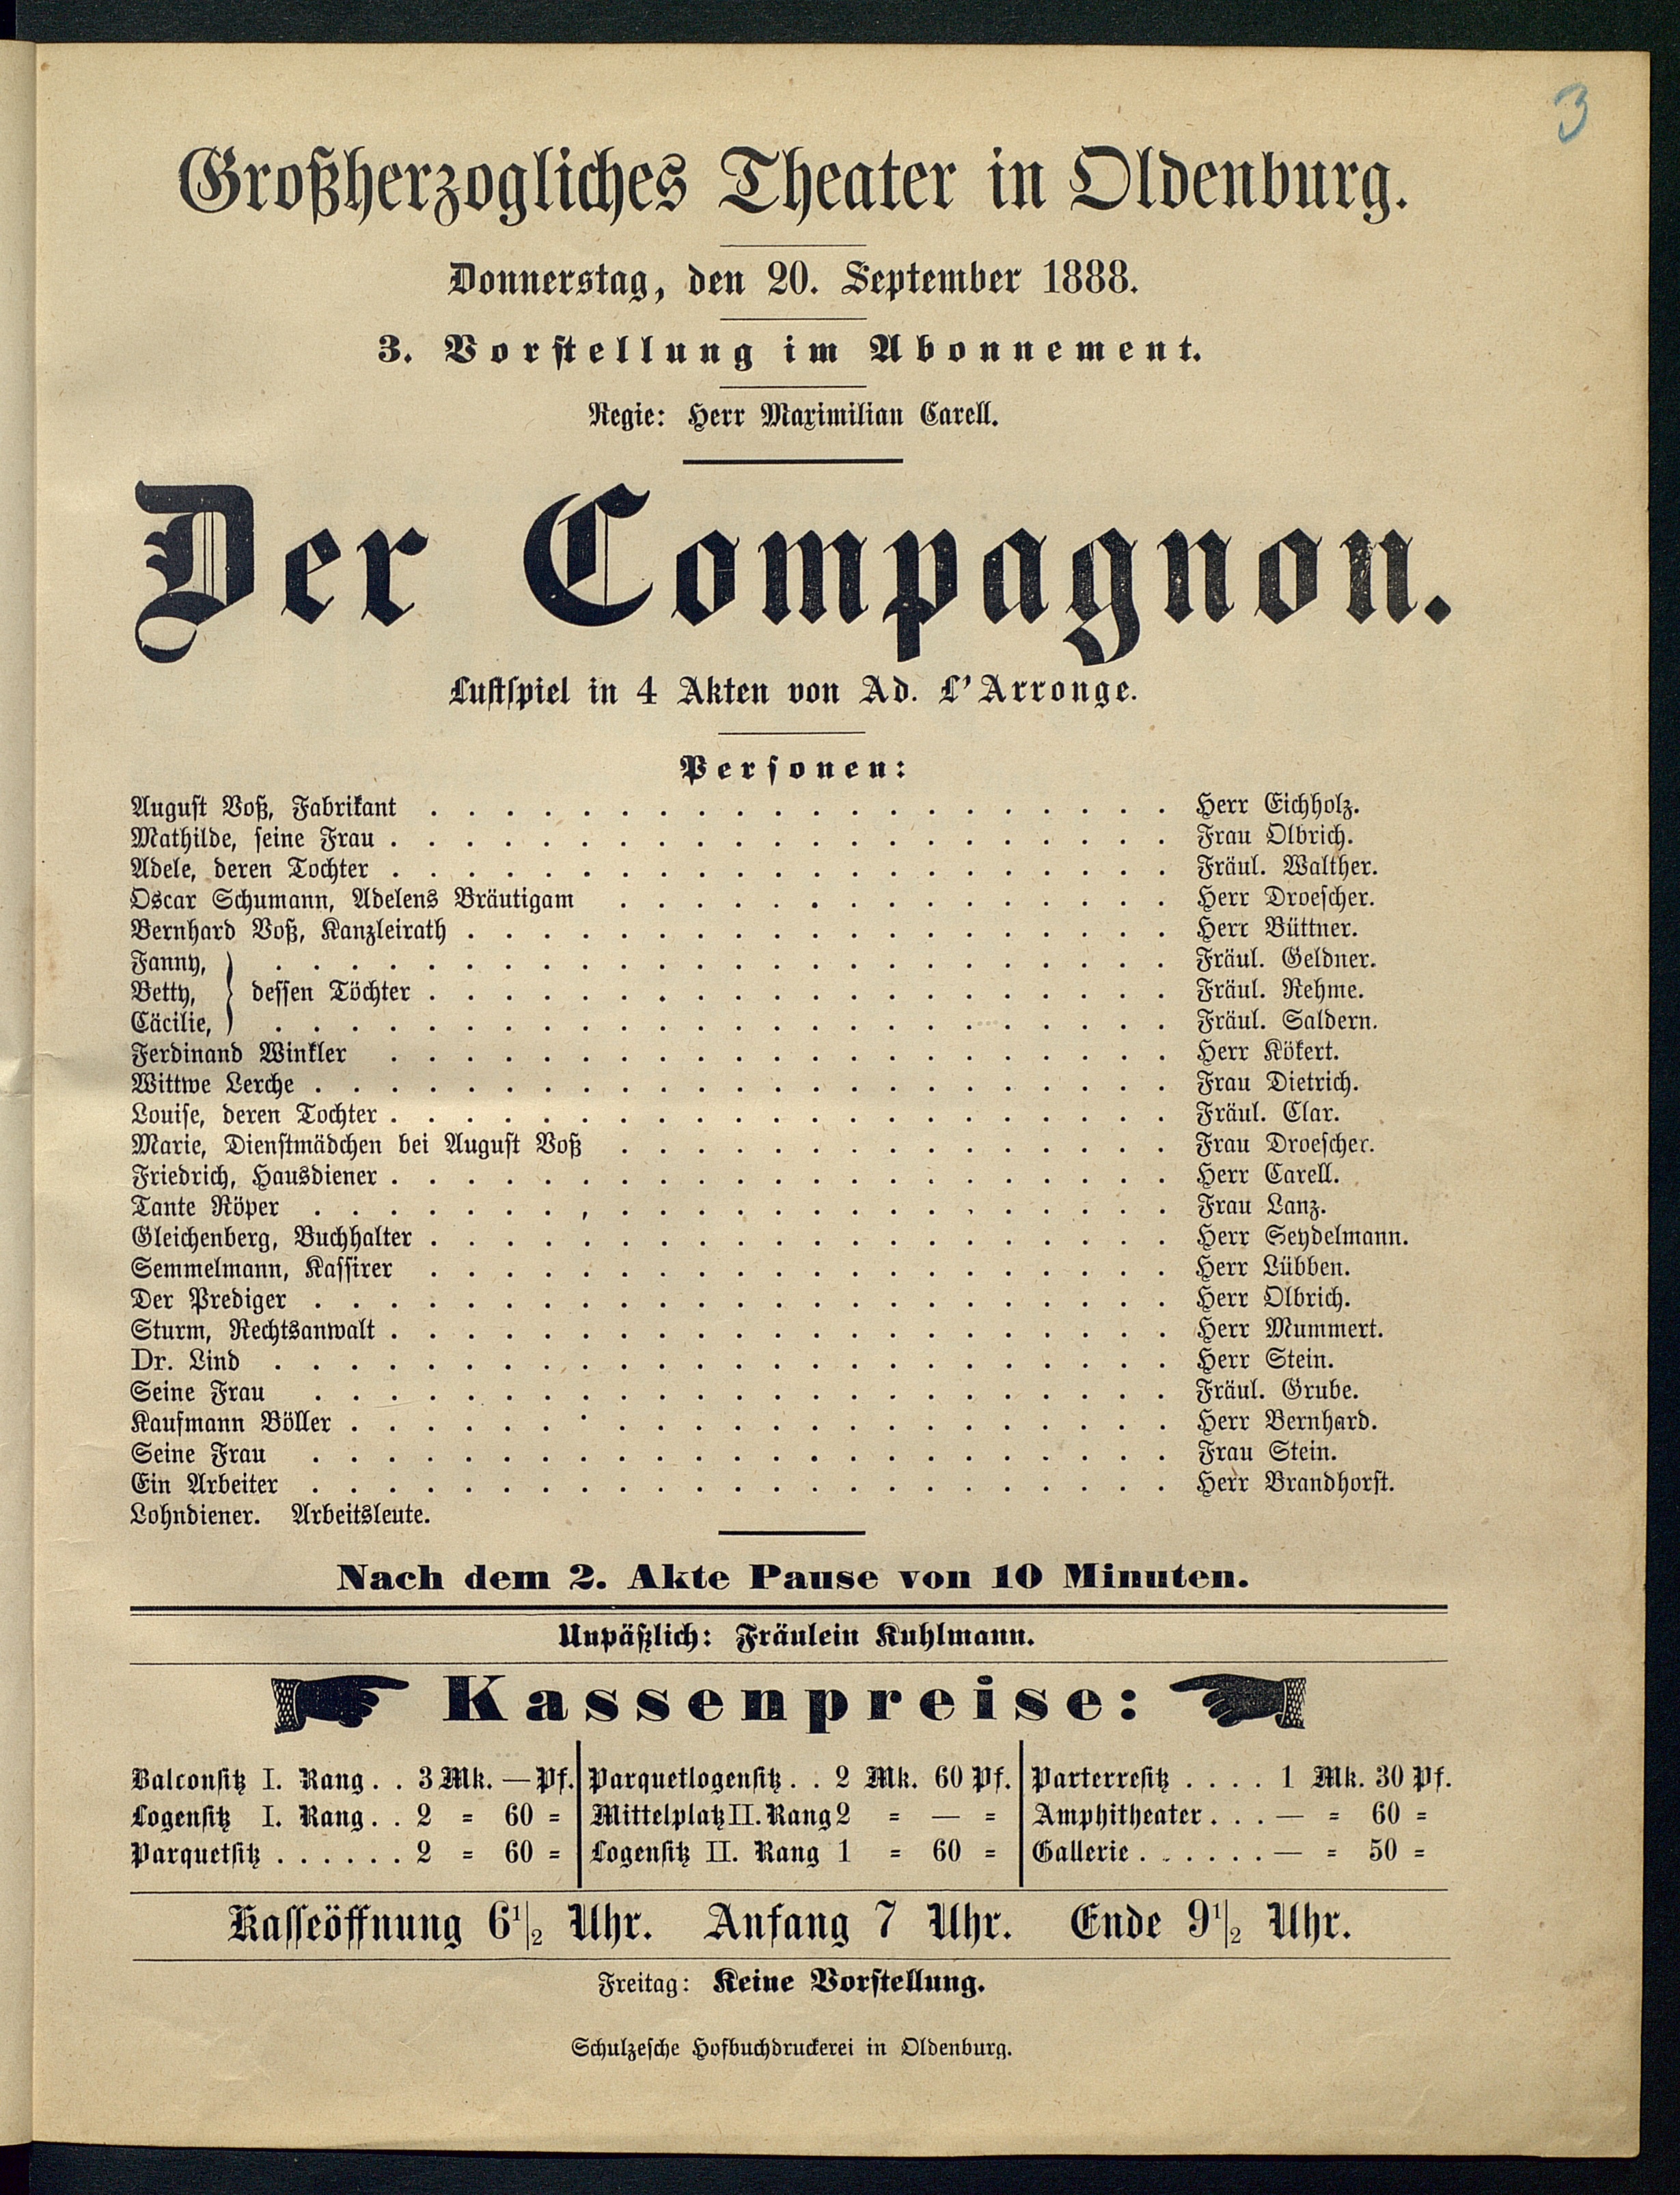 3
Großherzogliches Theater in Oldenburg.
Donnerstag, den 20. September 1888.
3. Vorstellung im Abonnement.
Regie: Herr Maximilian Carell.
Der Compagnon.
Lustspiel in 4 Akten von Ad. L'Arronge.
Personen:
August Voß, Fabrikant . . . . . . . . . . . . . . . . . . . . Herr Eichholz.
Mathilde, seine Frau . . . . . . . . . . . . . . . . . . . . . Frau Olbrich.
Adele, deren Tochter . . . . . . . . . . . . . . . . . . . . . Fräul. Walther.
Oscar Schumann, Adelens Bräutigam . . . . . . . . . . . . . . . Herr Droescher.
Bernhard Voß, Kanzleirath . . . . . . . . . . . . . . . . . . . Herr Büttner.
Fanny, } . . . . . . . . . . . . . . . . . . . . . . . . Fräul. Geldner.
Betty, } dessen Töchter . . . . . . . . . . . . . . . . . . . . Fräul. Rehme.
Cäcilie, } . . . . . . . . . . . . . . . . . . . . . . . . Fräul. Saldern.
Ferdinand Winkler . . . . . . . . . . . . . . . . . . . . . Herr Kökert.
Wittwe Lerche . . . . . . . . . . . . . . . . . . . . . . . Frau Dietrich.
Louise, deren Tochter . . . . . . . . . . . . . . . . . . . . . Fräul. Clar.
Marie, Dienstmädchen bei August Voß . . . . . . . . . . . . . . . Frau Droescher.
Friedrich, Hausdiener . . . . . . . . . . . . . . . . . . . . . Herr Carell.
Tante Röper . . . . . . . . . . . . . . . . . . . . . . . Frau Lanz.
Gleichenberg, Buchhalter . . . . . . . . . . . . . . . . . . . . Herr Seydelmann.
Semmelmann, Kassirer . . . . . . . . . . . . . . . . . . . . Herr Lübben.
Der Prediger . . . . . . . . . . . . . . . . . . . . . . . Herr Olbrich.
Sturm, Rechtsanwalt . . . . . . . . . . . . . . . . . . . . . Herr Mummert.
Dr. Lind . . . . . . . . . . . . . . . . . . . . . . . . Herr Stein.
Seine Frau . . . . . . . . . . . . . . . . . . . . . . . Fräul. Grube.
Kaufmann Böller . . . . . . . . . . . . . . . . . . . . . . Herr Bernhard.
Seine Frau . . . . . . . . . . . . . . . . . . . . . . . Frau Stein.
Ein Arbeiter . . . . . . . . . . . . . . . . . . . . . . . Herr Brandhorst.
Lohndiener. Arbeitsleute.
Nach dem 2. Akte Pause von 10 Minuten.
Unpäßlich: Fräulein Kuhlmann.
Kassenpreise:
Balconsitz I. Rang . . 3 Mk. — Pf. Parquetlogensitz . . 2 Mk. 60 Pf. Parterresitz . . . . 1 Mk. 30 Pf.
Logensitz I. Rang . . 2 = 60 = Mittelplatz II. Rang 2 = — = Amphitheater . . . — = 60 =
Parquetsitz . . . . . . 2 = 60 = Logensitz II. Rang 1 = 60 = Gallerie . . . . . . — = 50 =
Kasseöffnung 6½ Uhr. Anfang 7 Uhr. Ende 9½ Uhr.
Freitag: Keine Vorstellung.
Schulzesche Hofbuchdruckerei in Oldenburg.